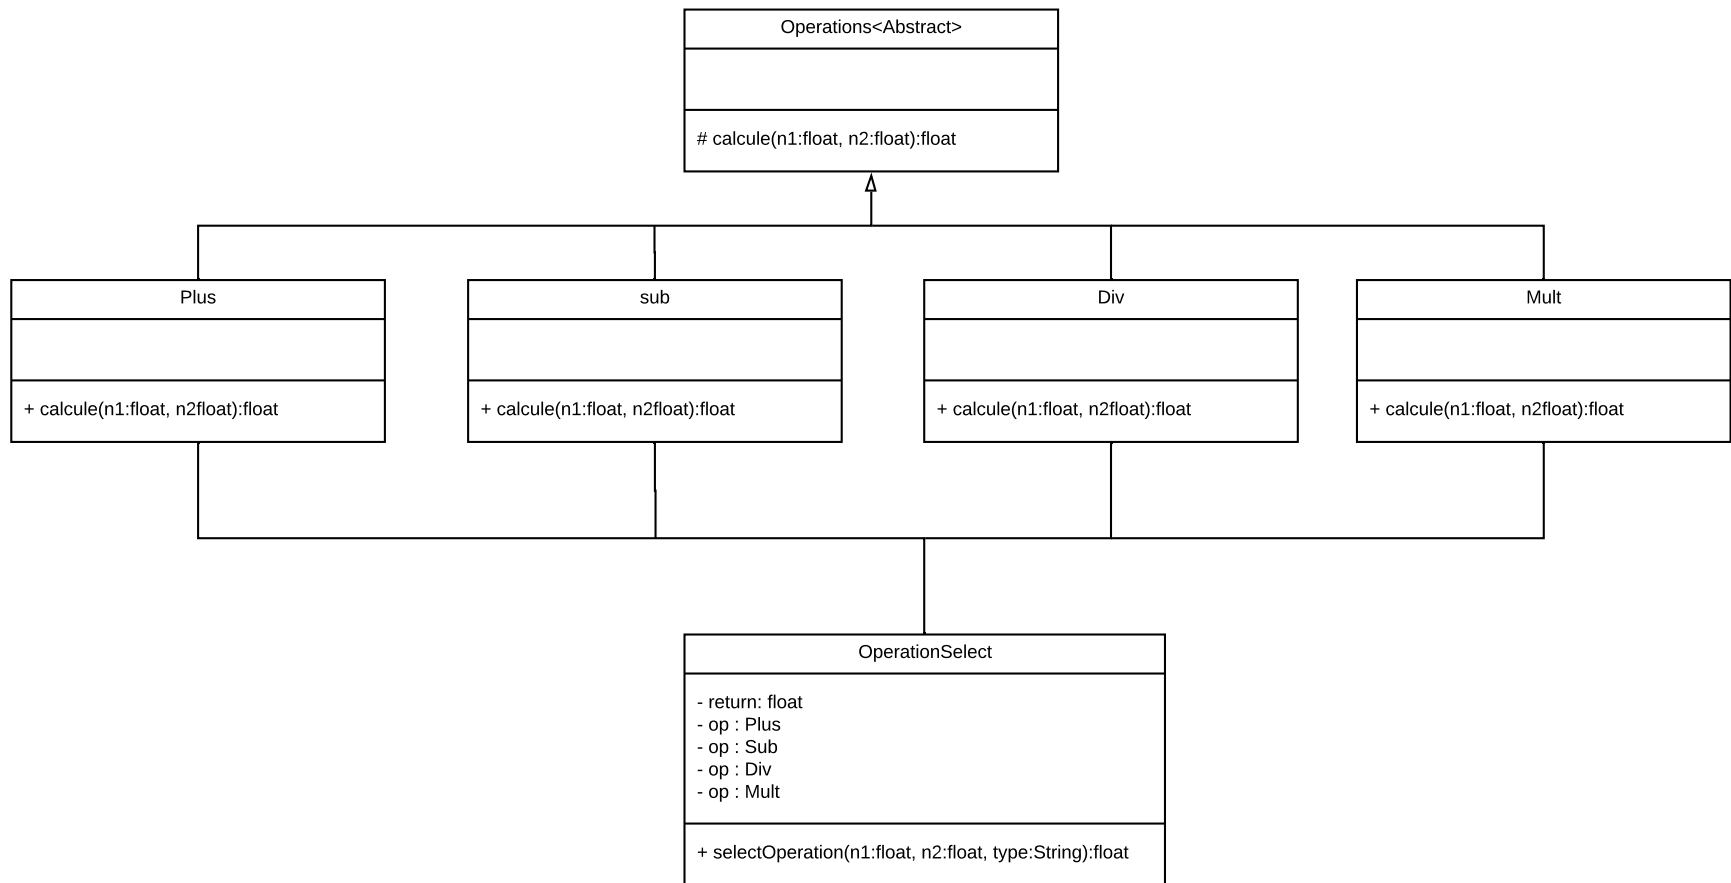 Operations<Abstract>
# calcule(n1:float, n2:float):float
Plus
+ calcule(n1:float, n2float):float
sub
+ calcule(n1:float, n2float):float
Div
+ calcule(n1:float, n2float):float
Mult
+ calcule(n1:float, n2float):float
OperationSelect
- return: float
- op : Plus
- op : Sub
- op : Div
- op : Mult
+ selectOperation(n1:float, n2:float, type:String):float